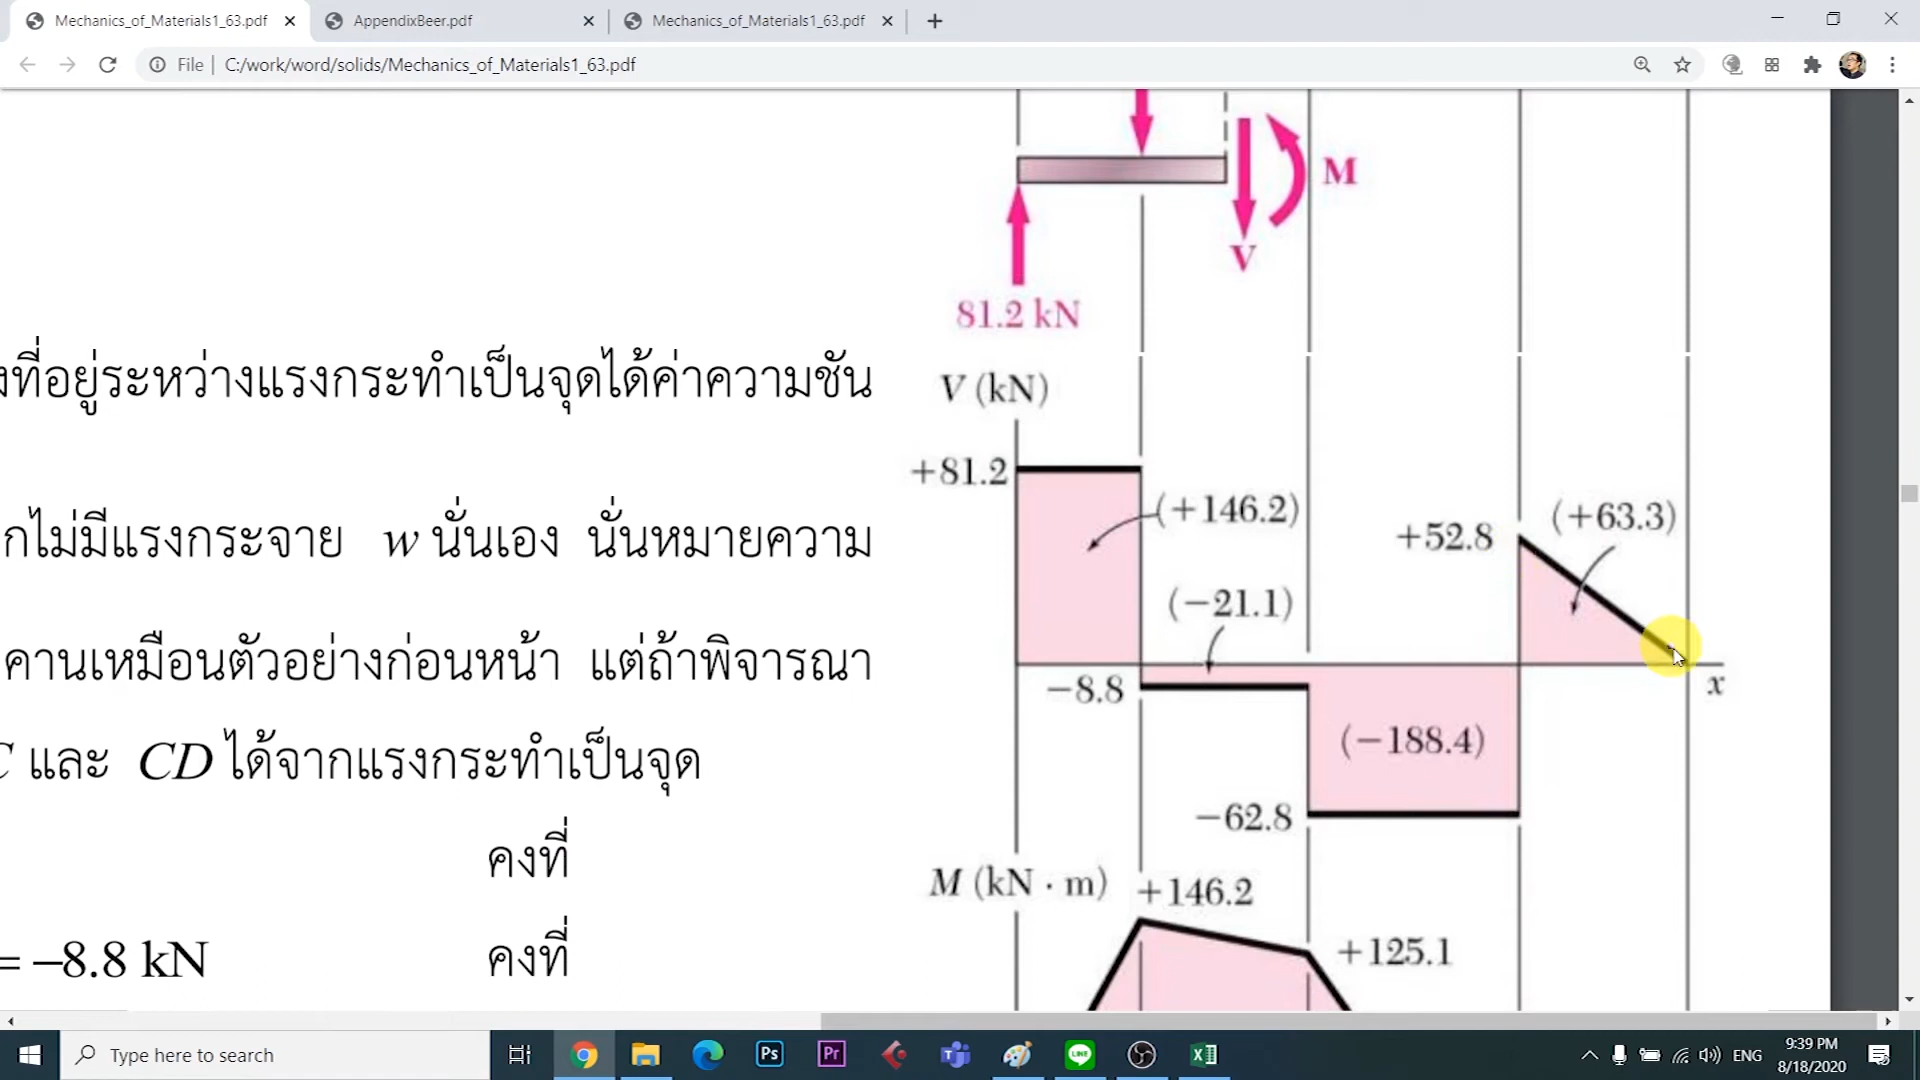 Mechanics_of_Materials1_63.pdf
AppendixBeer.pdf
Mechanics_of_Materials1_63.pdf
File
C:/work/word/solids/Mechanics_of_Materials1_63.pdf
M
V
81.2 kN
ที่อยู่ระหว่างแรงกระทำเป็นจุดได้ค่าความชัน
V (kN)
+81.2
(+146.2)
+52.8
(+63.3)
กไม่มีแรงกระจาย w นั่นเอง นั่นหมายความ
(−21.1)
คานเหมือนตัวอย่างก่อนหน้า แต่ถ้าพิจารณา
−8.8
x
(−188.4)
C และ CD ได้จากแรงกระทำเป็นจุด
−62.8
คงที่
M (kN · m)
+146.2
+125.1
= −8.8 kN
คงที่
Type here to search
Ps
Pr
LINE
ENG
9:39 PM
8/18/2020